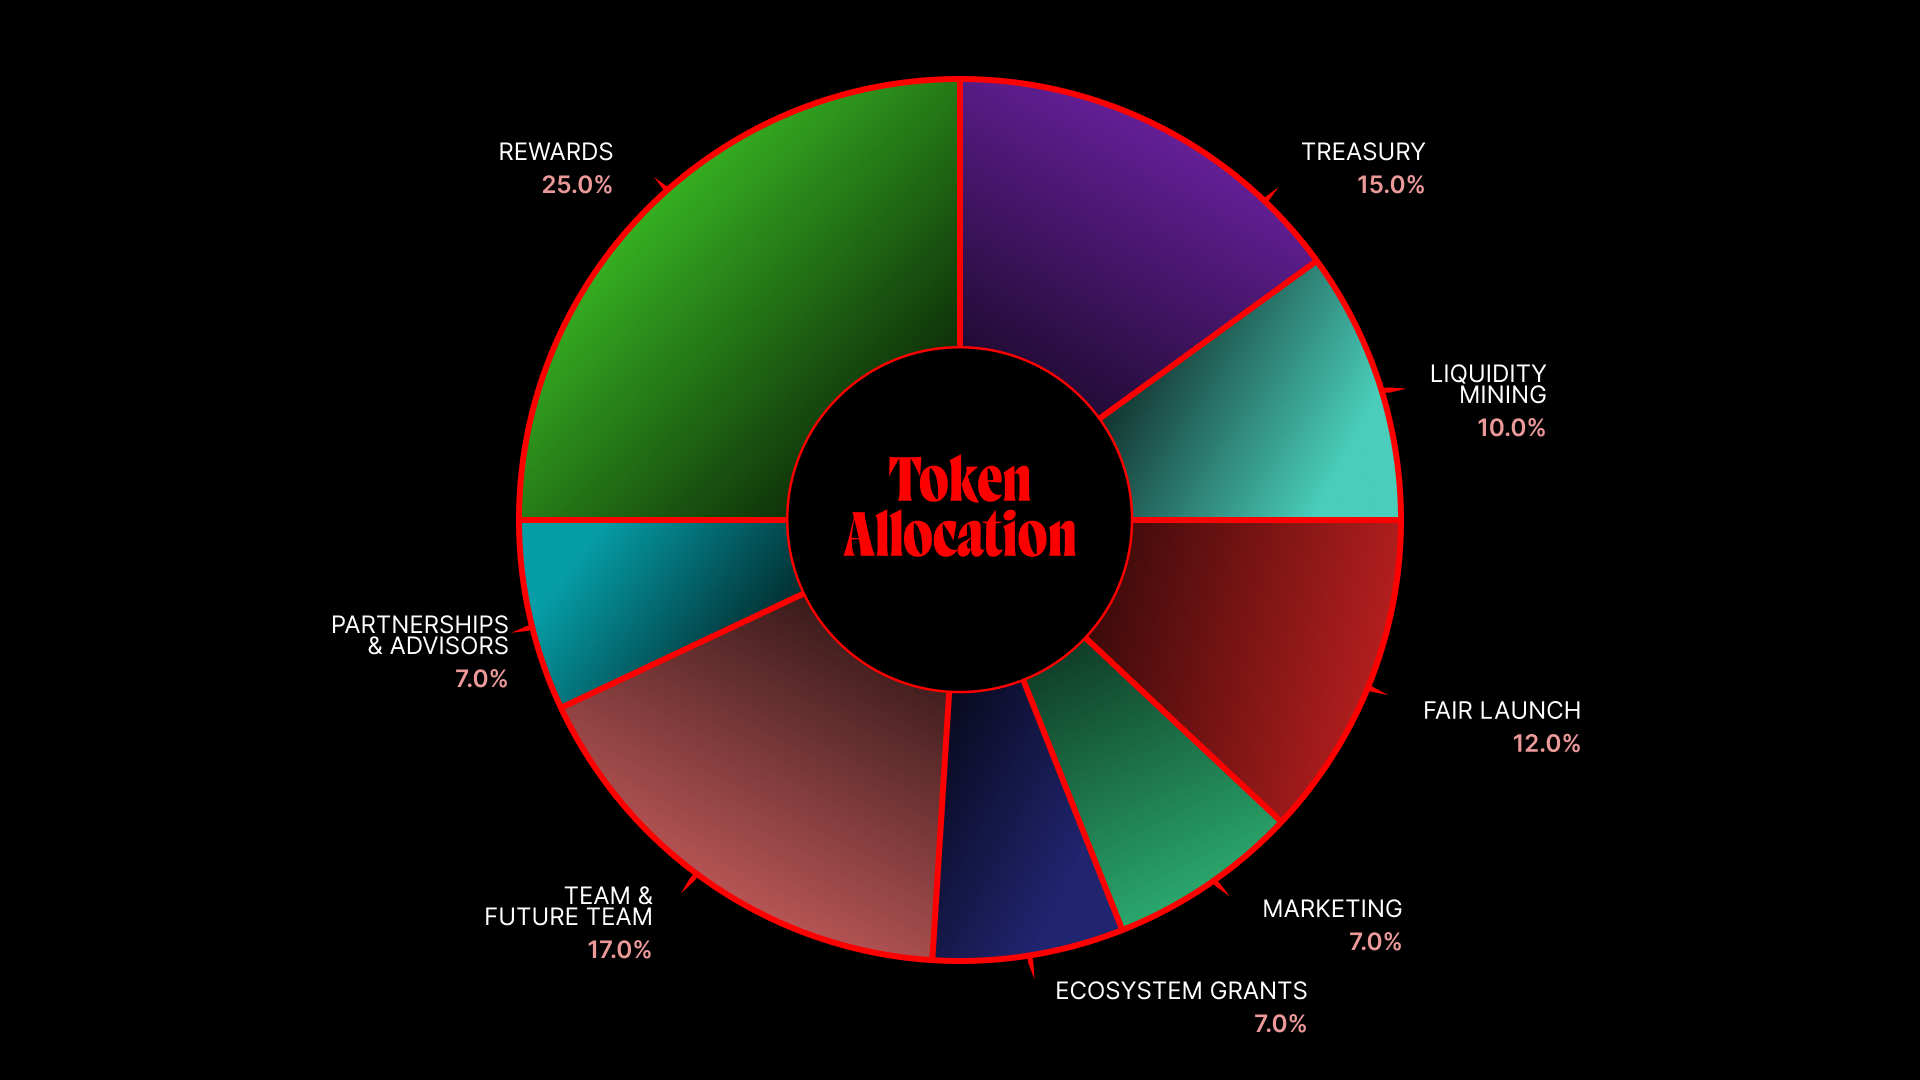 Token
Allocation
TREASURY
15.0%
LIQUIDITY
MINING
10.0%
FAIR LAUNCH
12.0%
MARKETING
7.0%
ECOSYSTEM GRANTS
7.0%
TEAM &
FUTURE TEAM
17.0%
PARTNERSHIPS
& ADVISORS
7.0%
REWARDS
25.0%